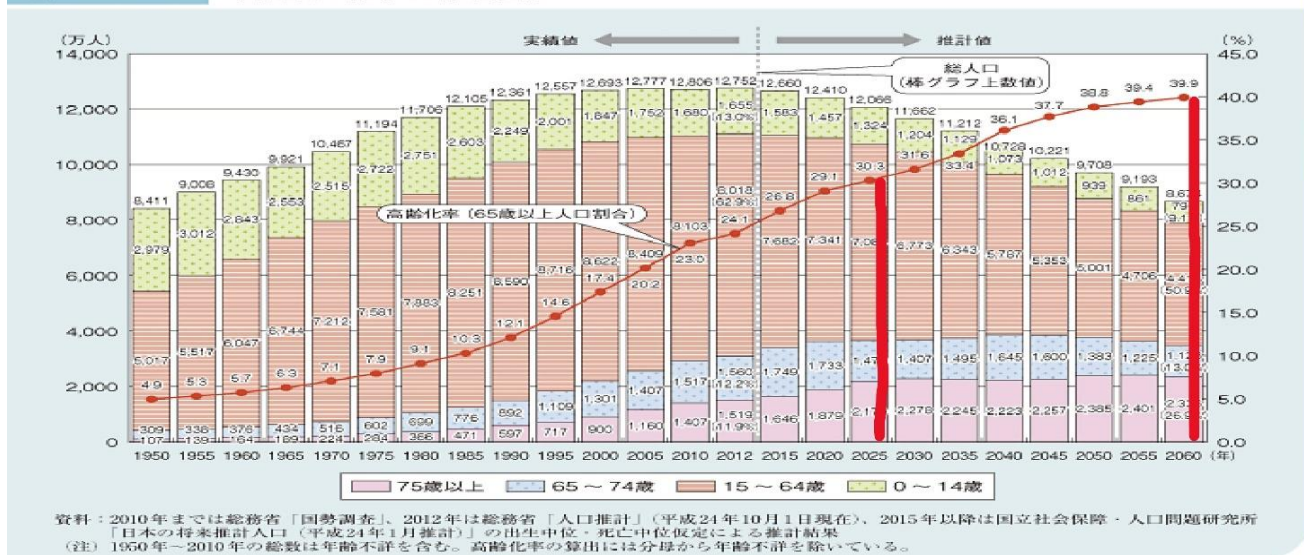 (万人)
実績値
推計値
(%)
14,000
12,000
10,000
8,000
6,000
4,000
2,000
0
45.0
40.0
35.0
30.0
25.0
20.0
15.0
10.0
5.0
0.0
総人口
(棒グラフ上数値)
高齢化率(65歳以上人口割合)
8,411 9,008 9,430 9,921 10,467 11,194 11,706 12,105 12,361 12,557 12,693 12,777 12,806 12,752 12,660 12,410 12,066 11,662 11,212 10,728 10,221 9,708 9,193
2,979 3,012 2,843 2,553 2,515 2,722 2,751 2,603 2,249 2,001 1,847 1,752 1,680 1,655 1,583 1,457 1,324 1,204 1,129 1,073 1,012 939 861
(13.0%)
5,017 5,517 6,047 6,744 7,212 7,581 7,883 8,251 8,590 8,716 8,622 8,409 8,103 8,018 7,682 7,341 6,773 6,343 5,787 5,353 5,001 4,706
(62.9%)
4.9 5.3 5.7 6.3 7.1 7.9 9.1 10.3 12.1 14.6 17.4 20.2 23.0 24.1 26.8 29.1 30.3 31.6 33.4 36.1 37.7 38.8 39.4 39.9
309 338 376 434 516 602 699 776 892 1,109 1,301 1,407 1,517 1,560 1,749 1,733 1,407 1,495 1,645 1,600 1,383 1,225
(12.2%)
107 139 164 189 224 284 366 471 597 717 900 1,160 1,407 1,519 1,646 1,879 2,278 2,245 2,223 2,257 2,385 2,401
(11.9%)
1950 1955 1960 1965 1970 1975 1980 1985 1990 1995 2000 2005 2010 2012 2015 2020 2025 2030 2035 2040 2045 2050 2055 2060 (年)
75歳以上 65～74歳 15～64歳 0～14歳
資料：2010年までは総務省「国勢調査」、2012年は総務省「人口推計」(平成24年10月1日現在)、2015年以降は国立社会保障・人口問題研究所
「日本の将来推計人口(平成24年1月推計)」の出生中位・死亡中位仮定による推計結果
(注) 1950年～2010年の総数は年齢不詳を含む。高齢化率の算出には分母から年齢不詳を除いている。